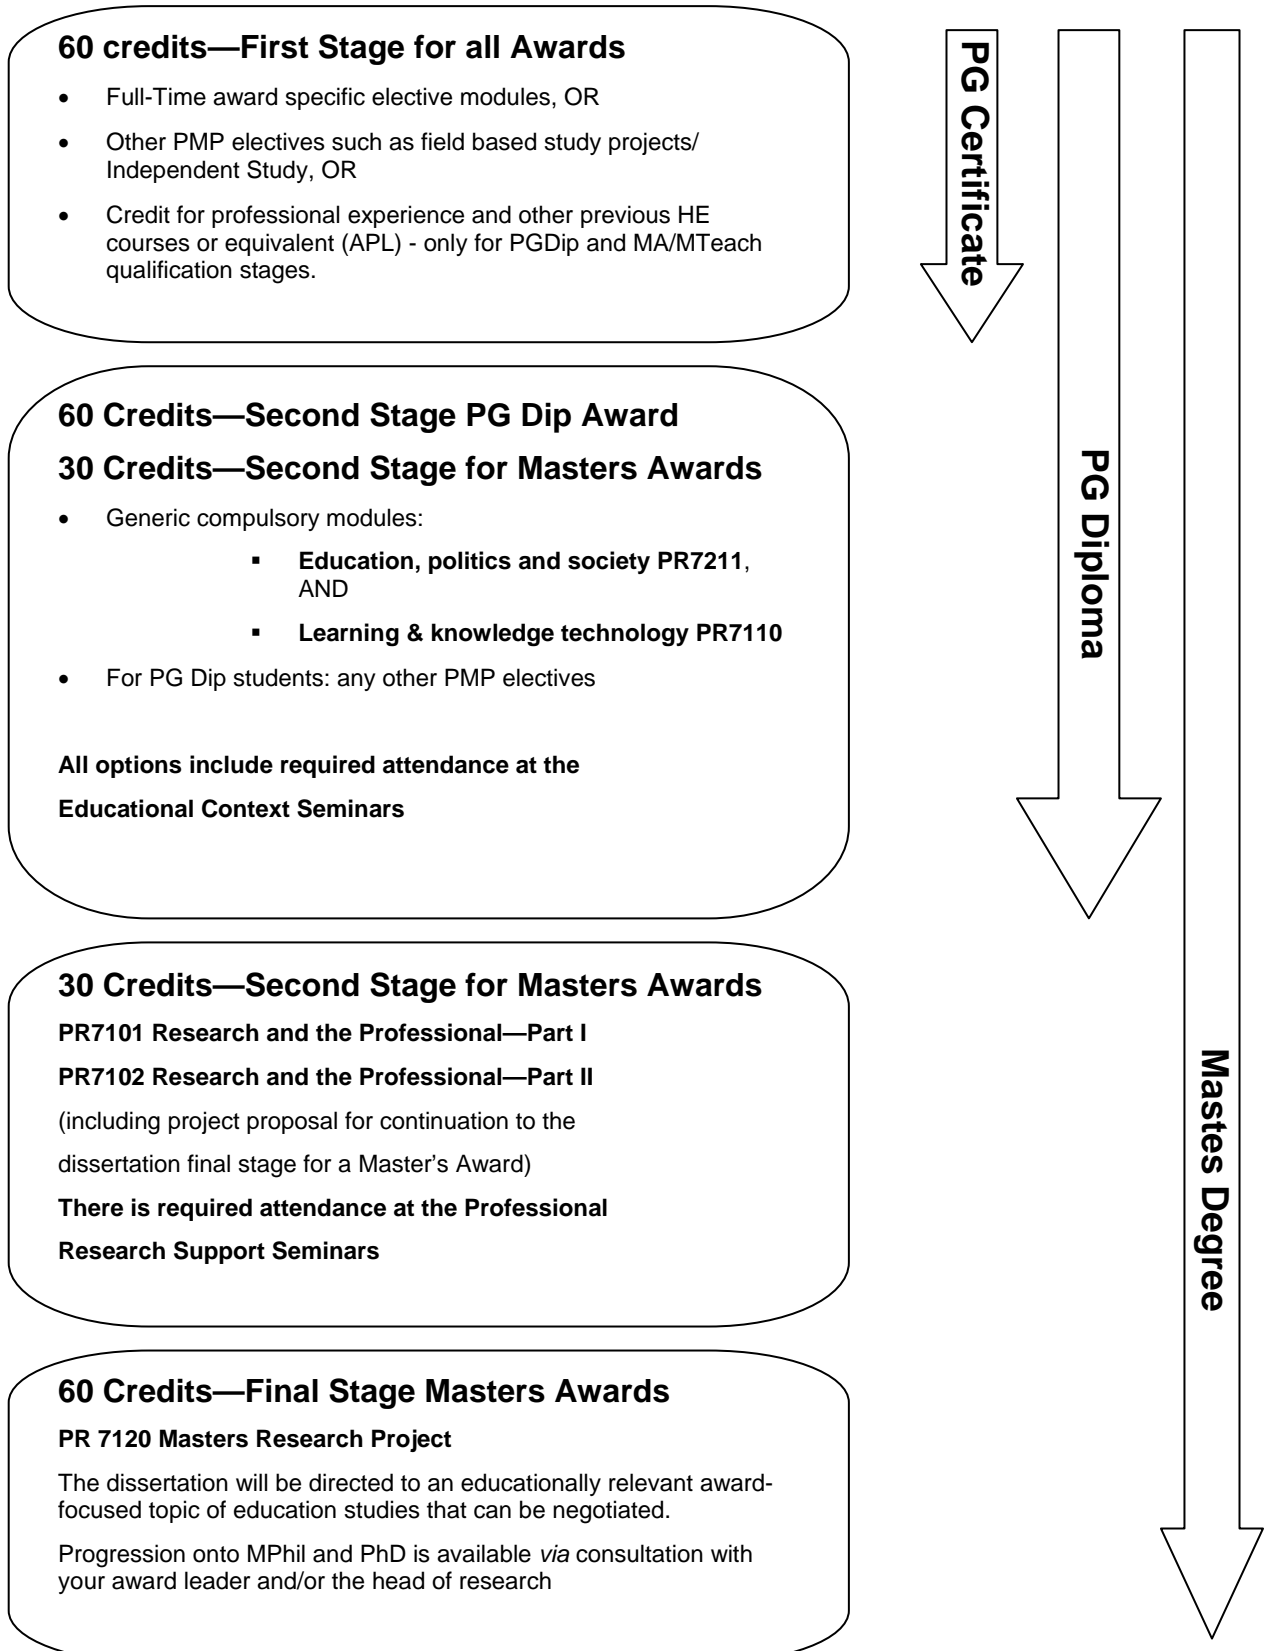 60 credits—First Stage for all Awards
• Full-Time award specific elective modules, OR
• Other PMP electives such as field based study projects/
Independent Study, OR
• Credit for professional experience and other previous HE
courses or equivalent (APL) - only for PGDip and MA/MTeach
qualification stages.
60 Credits—Second Stage PG Dip Award
30 Credits—Second Stage for Masters Awards
• Generic compulsory modules:
▪ Education, politics and society PR7211,
AND
▪ Learning & knowledge technology PR7110
• For PG Dip students: any other PMP electives
All options include required attendance at the
Educational Context Seminars
30 Credits—Second Stage for Masters Awards
PR7101 Research and the Professional—Part I
PR7102 Research and the Professional—Part II
(including project proposal for continuation to the
dissertation final stage for a Master’s Award)
There is required attendance at the Professional
Research Support Seminars
60 Credits—Final Stage Masters Awards
PR 7120 Masters Research Project
The dissertation will be directed to an educationally relevant award-
focused topic of education studies that can be negotiated.
Progression onto MPhil and PhD is available via consultation with
your award leader and/or the head of research
PG Certificate
PG Diploma
Mastes Degree